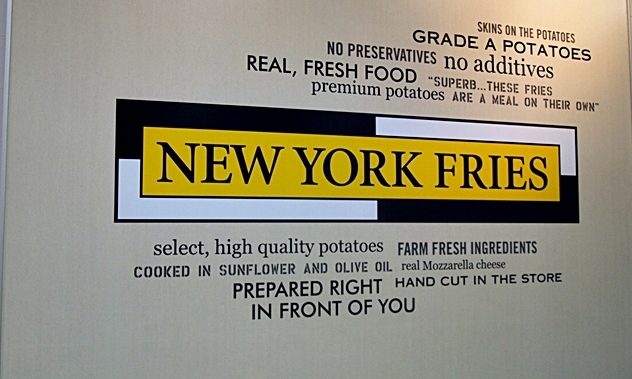 SKINS ON THE POTATOES
GRADE A POTATOES
NO PRESERVATIVES no additives
REAL, FRESH FOOD "SUPERB...THESE FRIES
premium potatoes ARE A MEAL ON THEIR OWN"
NEW YORK FRIES
select, high quality potatoes FARM FRESH INGREDIENTS
COOKED IN SUNFLOWER AND OLIVE OIL real Mozzarella cheese
PREPARED RIGHT HAND CUT IN THE STORE
IN FRONT OF YOU